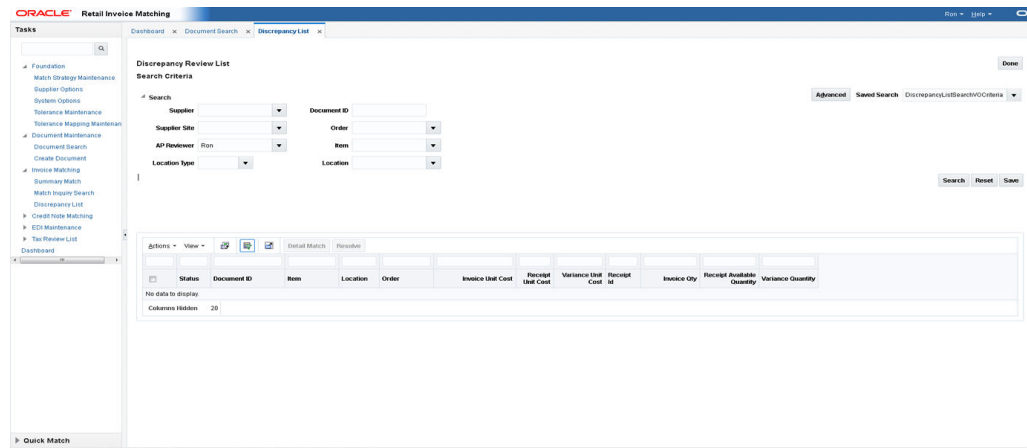 ORACLE Retail Invoice Matching
Ron Help
Tasks
Dashboard × Document Search × Discrepancy List ×
Foundation
Match Strategy Maintenance
Supplier Options
System Options
Tolerance Maintenance
Tolerance Mapping Maintenan
Document Maintenance
Document Search
Create Document
Invoice Matching
Summary Match
Match Inquiry Search
Discrepancy List
Credit Note Matching
EDI Maintenance
Tax Review List
Dashboard
Quick Match
Discrepancy Review List
Done
Search Criteria
Search
Advanced Saved Search DiscrepancyListSearchVOCriteria
Supplier Document ID
Supplier Site Order
AP Reviewer Ron Item
Location Type Location
Search Reset Save
Actions View Detail Match Resolve
Status Document ID Item Location Order Invoice Unit Cost Receipt Unit Cost Variance Unit Cost Receipt Id Invoice Qty Receipt Available Quantity Variance Quantity
No data to display.
Columns Hidden 20